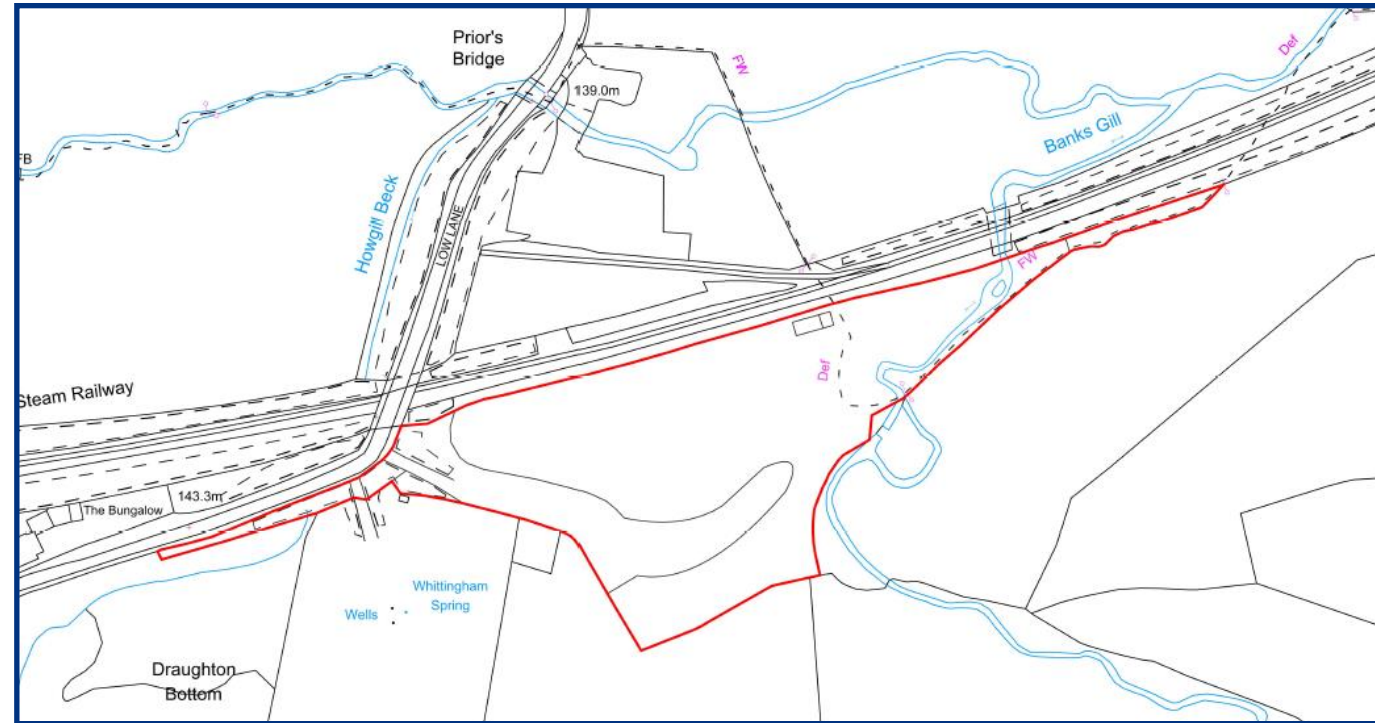 Prior's
Bridge
139.0m
FW
Def
Banks Gill
FB
Howgill Beck
LOW LANE
FW
Steam Railway
Def
143.3m
The Bungalow
Whittingham
Spring
Wells
Draughton
Bottom